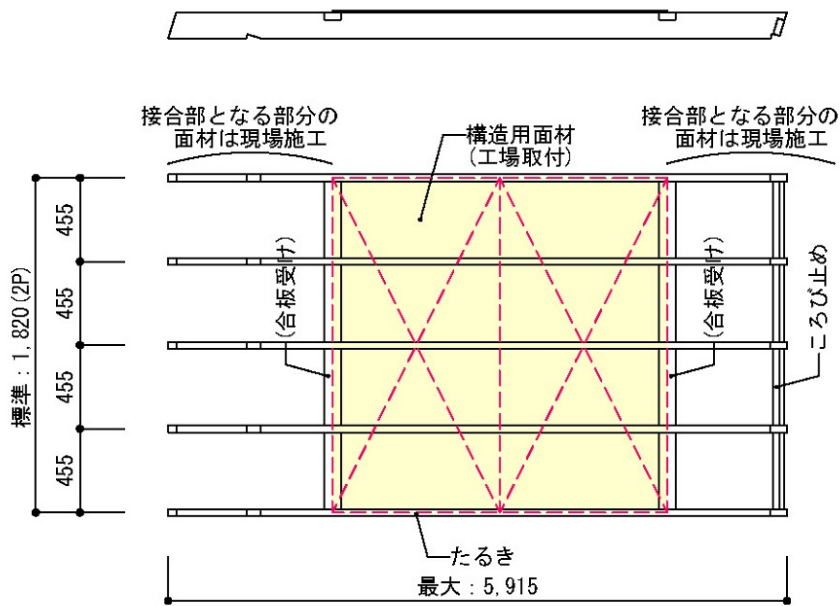 接合部となる部分の
面材は現場施工
接合部となる部分の
面材は現場施工
構造用面材
(工場取付)
標準：1,820(2P)
455
455
455
455
(合板受け)
(合板受け)
ころび止め
たるき
最大：5,915